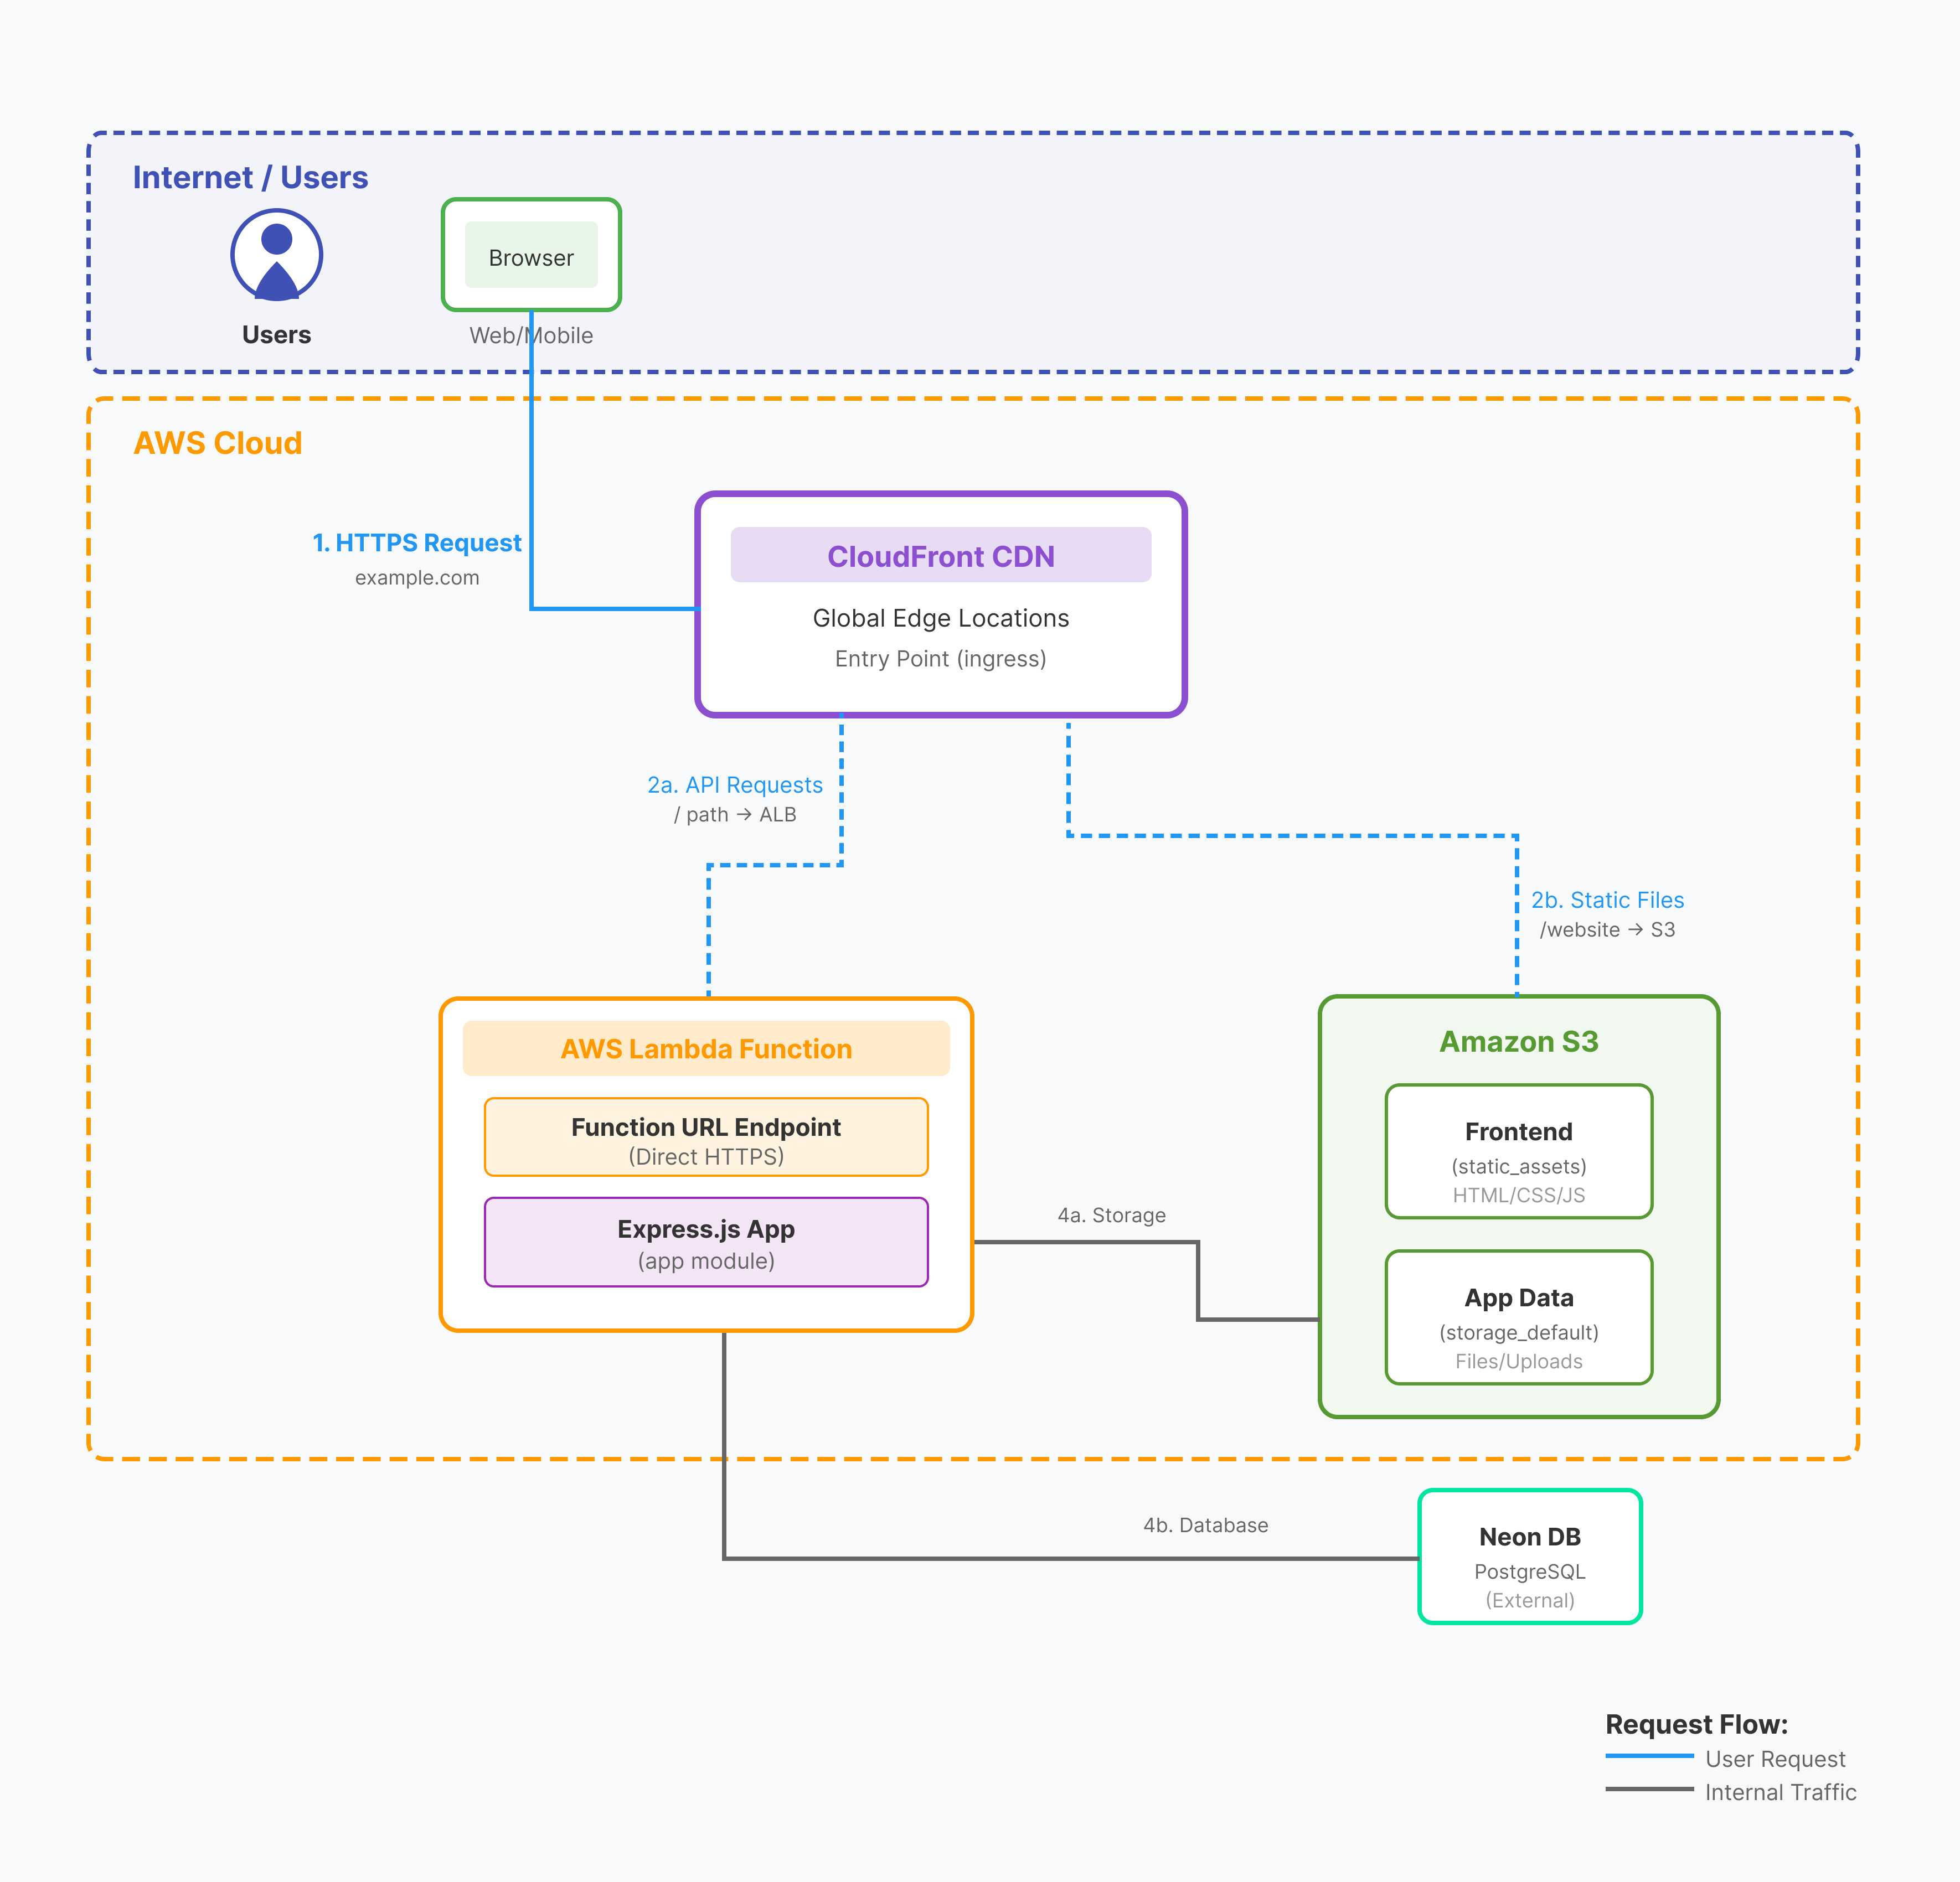 Internet / Users
Browser
Users
Web/Mobile
AWS Cloud
1. HTTPS Request
example.com
CloudFront CDN
Global Edge Locations
Entry Point (ingress)
2a. API Requests
/ path → ALB
2b. Static Files
/website → S3
AWS Lambda Function
Function URL Endpoint
(Direct HTTPS)
Express.js App
(app module)
4a. Storage
Amazon S3
Frontend
(static_assets)
HTML/CSS/JS
App Data
(storage_default)
Files/Uploads
4b. Database
Neon DB
PostgreSQL
(External)
Request Flow:
User Request
Internal Traffic